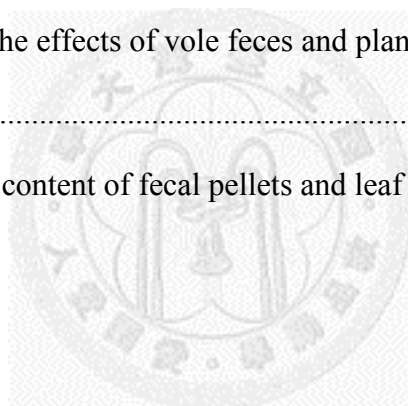 he effects of vole feces and plan
....................................................
content of fecal pellets and leaf